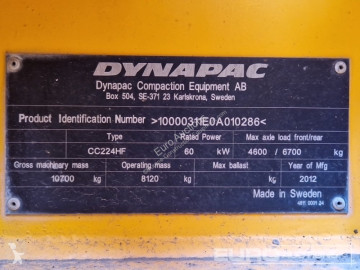 DYNAPAC
Dynapac Compaction Equipment AB
Box 504, SE-371 23 Karlskrona, Sweden
Product Identification Number >10000311E0A010286<
Type Rated Power Max axle load front/rear
CC224HF 60 kW 4600 / 6700 kg
Gross machinery mass Operating mass Max ballast Year of Mfg
10700 kg 8120 kg kg 2012
Made in Sweden